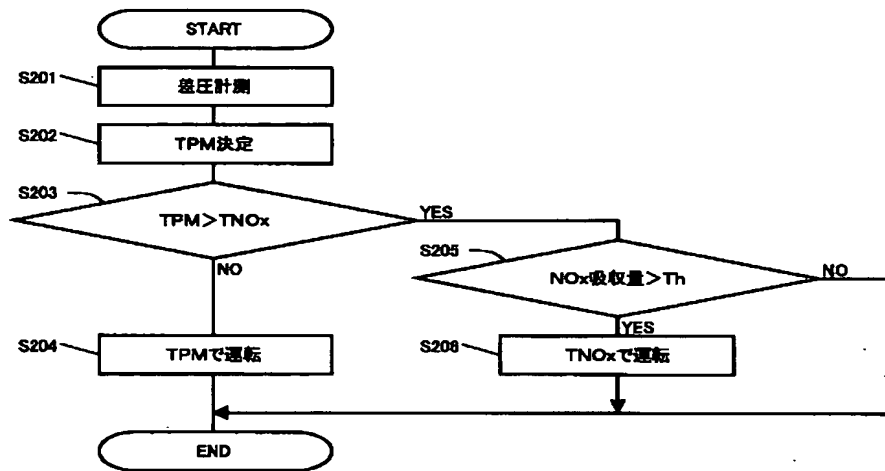 START
S201
差圧計測
S202
TPM決定
S203
TPM>TNOx
YES
NO
S205
NOx吸収量>Th
NO
YES
S204
TPMで運転
S206
TNOxで運転
END